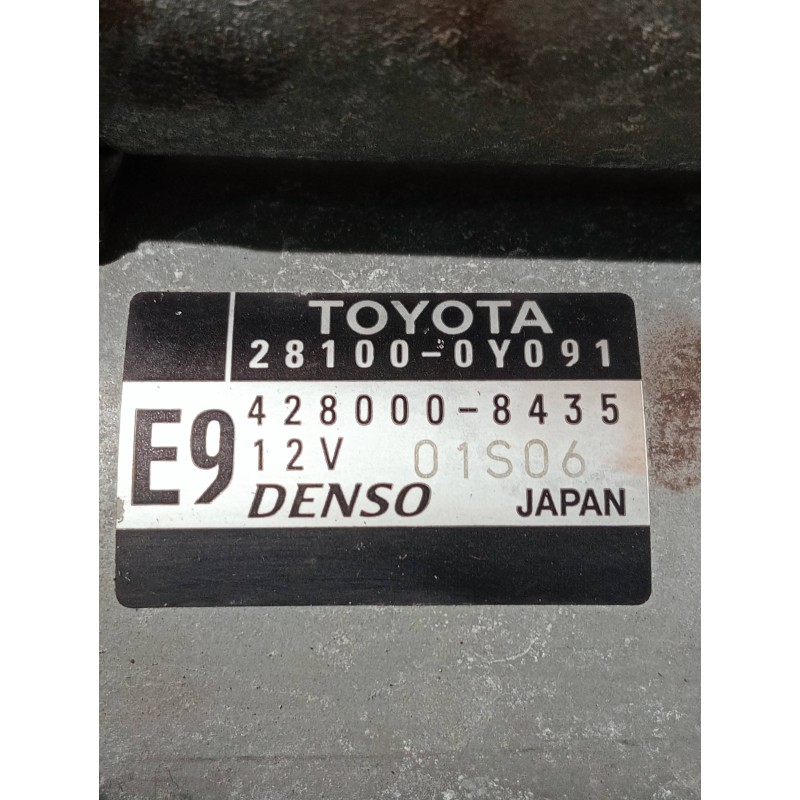 TOYOTA
28100-0Y091
E9
428000-8435
12V 01S06
DENSO JAPAN